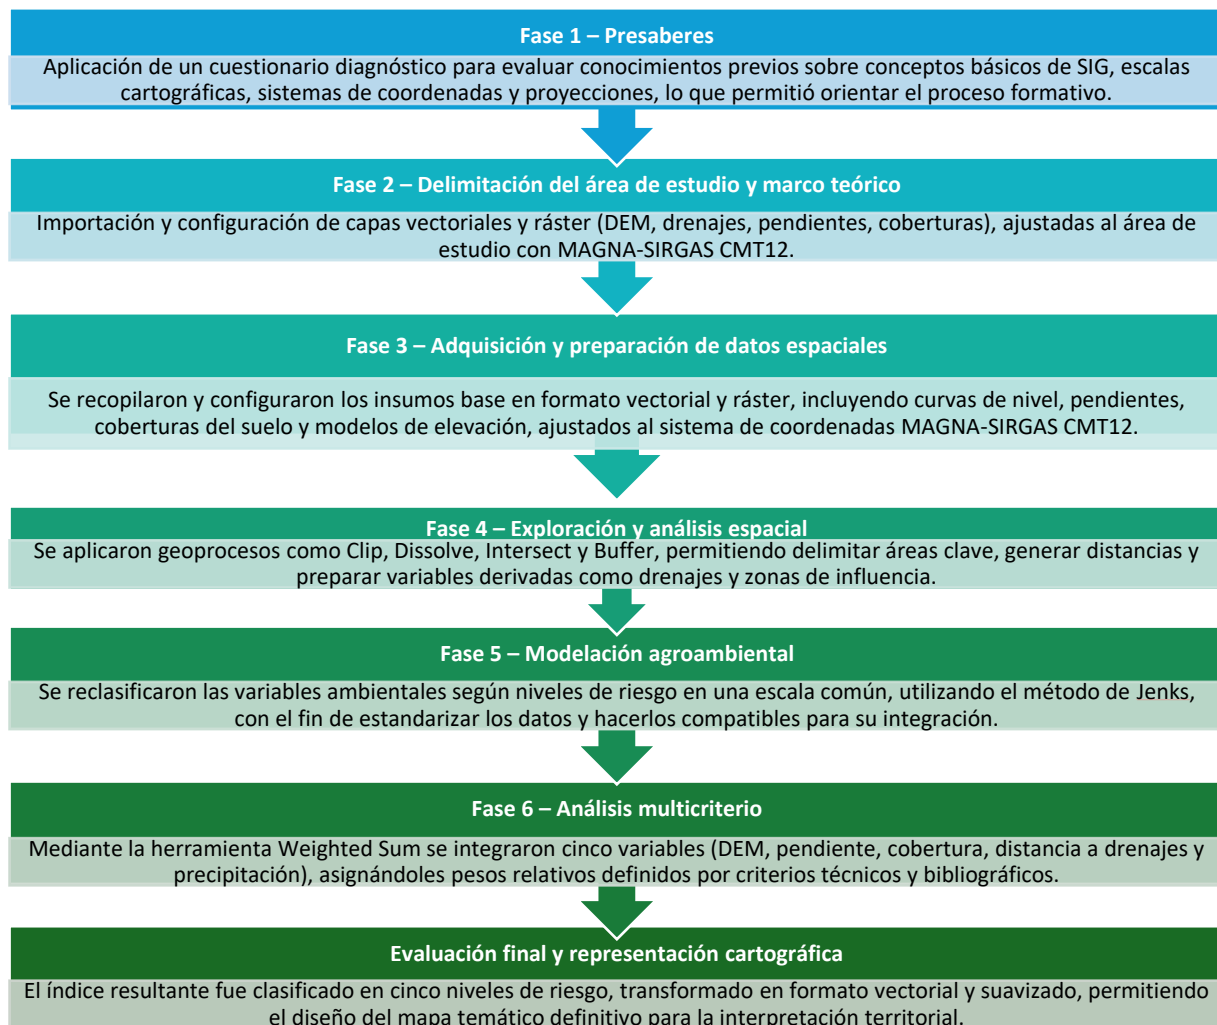 Fase 1 – Presaberes
Aplicación de un cuestionario diagnóstico para evaluar conocimientos previos sobre conceptos básicos de SIG, escalas
cartográficas, sistemas de coordenadas y proyecciones, lo que permitió orientar el proceso formativo.
Fase 2 – Delimitación del área de estudio y marco teórico
Importación y configuración de capas vectoriales y ráster (DEM, drenajes, pendientes, coberturas), ajustadas al área de
estudio con MAGNA-SIRGAS CMT12.
Fase 3 – Adquisición y preparación de datos espaciales
Se recopilaron y configuraron los insumos base en formato vectorial y ráster, incluyendo curvas de nivel, pendientes,
coberturas del suelo y modelos de elevación, ajustados al sistema de coordenadas MAGNA-SIRGAS CMT12.
Fase 4 – Exploración y análisis espacial
Se aplicaron geoprocesos como Clip, Dissolve, Intersect y Buffer, permitiendo delimitar áreas clave, generar distancias y
preparar variables derivadas como drenajes y zonas de influencia.
Fase 5 – Modelación agroambiental
Se reclasificaron las variables ambientales según niveles de riesgo en una escala común, utilizando el método de Jenks,
con el fin de estandarizar los datos y hacerlos compatibles para su integración.
Fase 6 – Análisis multicriterio
Mediante la herramienta Weighted Sum se integraron cinco variables (DEM, pendiente, cobertura, distancia a drenajes y
precipitación), asignándoles pesos relativos definidos por criterios técnicos y bibliográficos.
Evaluación final y representación cartográfica
El índice resultante fue clasificado en cinco niveles de riesgo, transformado en formato vectorial y suavizado, permitiendo
el diseño del mapa temático definitivo para la interpretación territorial.